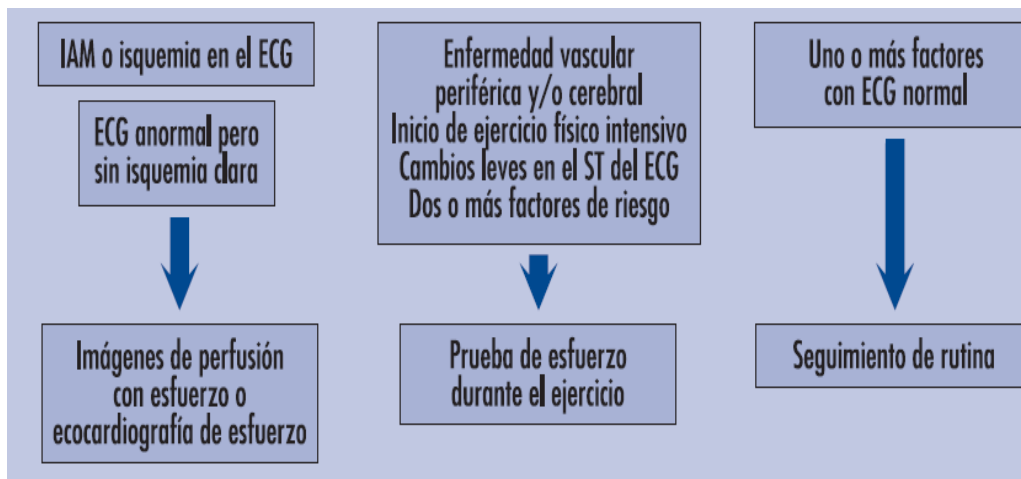 IAM o isquemia en el ECG
ECG anormal pero
sin isquemia clara
Imágenes de perfusión
con esfuerzo o
ecocardiografía de esfuerzo
Enfermedad vascular
periférica y/o cerebral
Inicio de ejercicio físico intensivo
Cambios leves en el ST del ECG
Dos o más factores de riesgo
Prueba de esfuerzo
durante el ejercicio
Uno o más factores
con ECG normal
Seguimiento de rutina